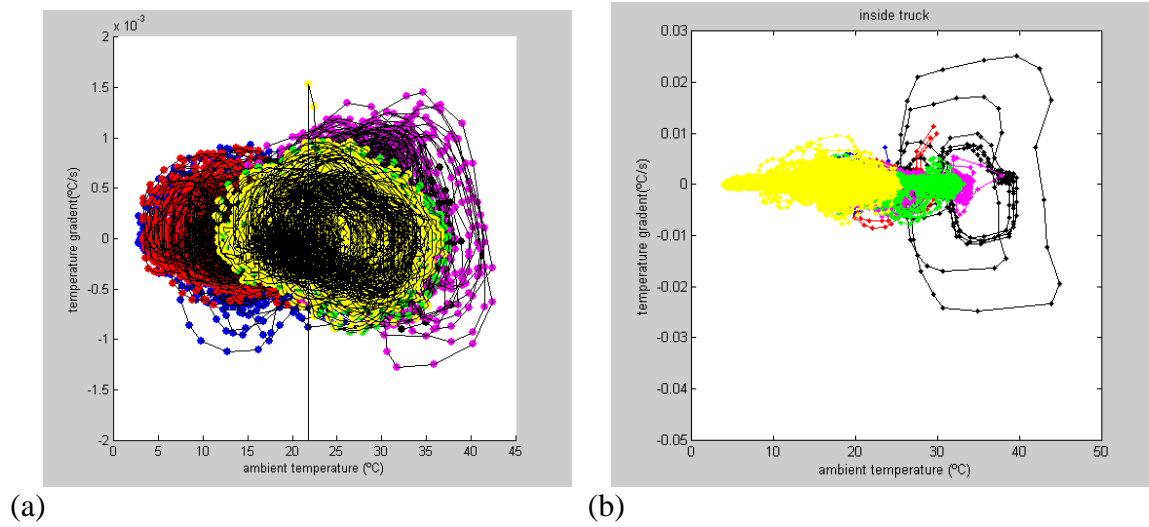 x 10⁻³
2
1.5
1
0.5
0
-0.5
-1
-1.5
-2
0 5 10 15 20 25 30 35 40 45
temperature gradent(ºC/s)
ambient temperature (ºC)
(a)
inside truck
0.03
0.02
0.01
0
-0.01
-0.02
-0.03
-0.04
-0.05
0 10 20 30 40 50
temperature gradent(ºC/s)
ambient temperature (ºC)
(b)